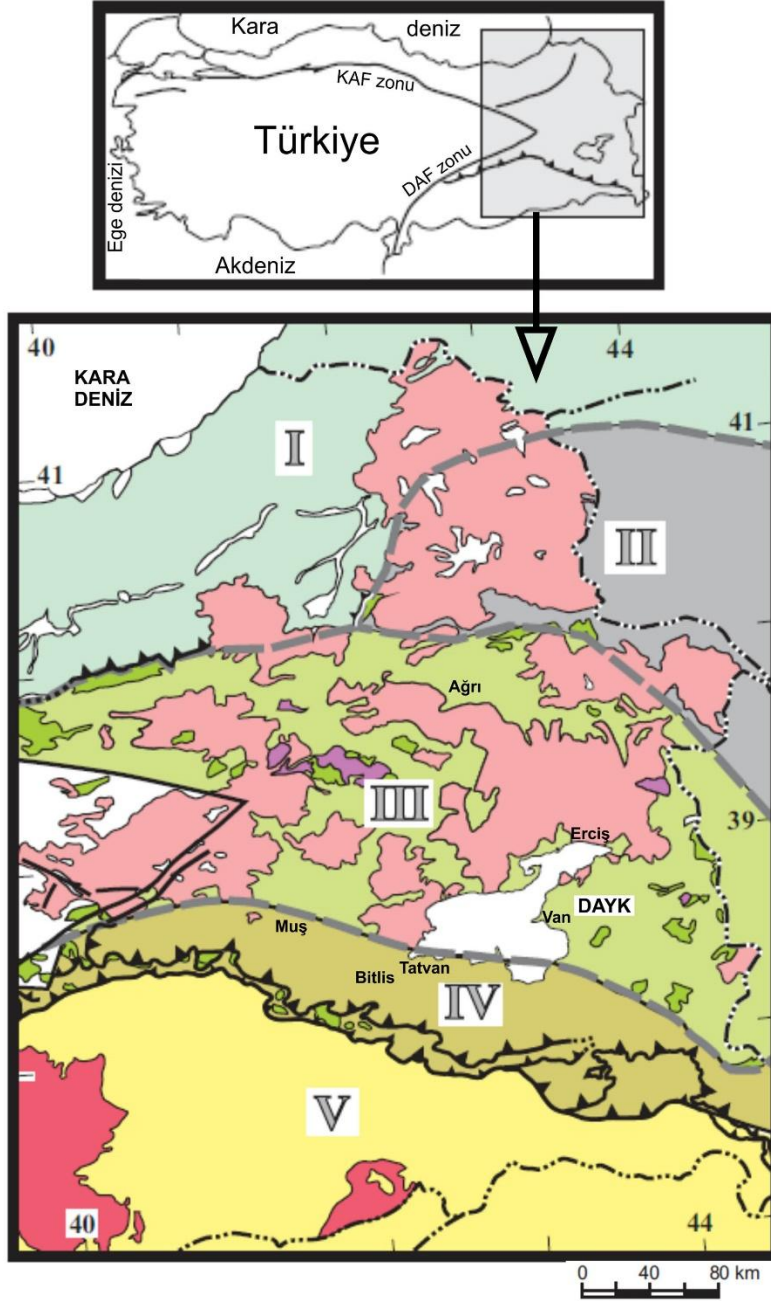 Kara deniz
KAF zonu
Türkiye
DAF zonu
Ege denizi
Akdeniz
40
44
KARA
DENİZ
41
41
I
II
Ağrı
III
39
Erciş
Van
DAYK
Muş
Tatvan
Bitlis
IV
V
40
44
0 40 80 km